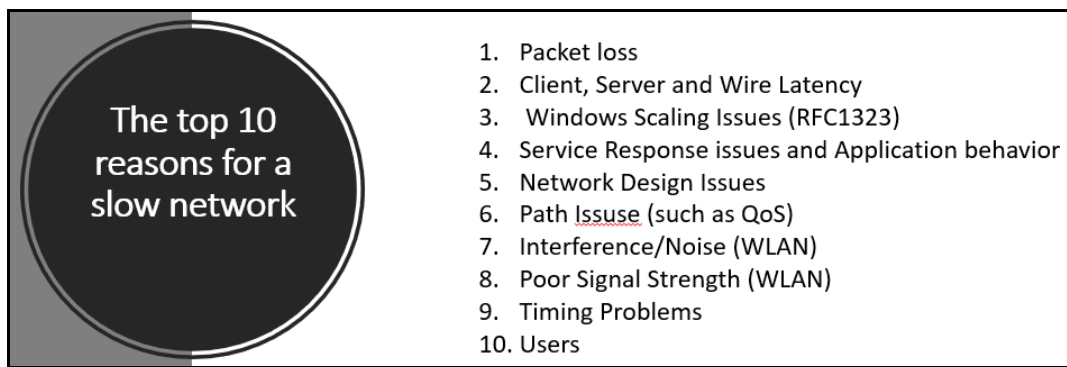 The top 10
reasons for a
slow network
1. Packet loss
2. Client, Server and Wire Latency
3. Windows Scaling Issues (RFC1323)
4. Service Response issues and Application behavior
5. Network Design Issues
6. Path Issuse (such as QoS)
7. Interference/Noise (WLAN)
8. Poor Signal Strength (WLAN)
9. Timing Problems
10. Users